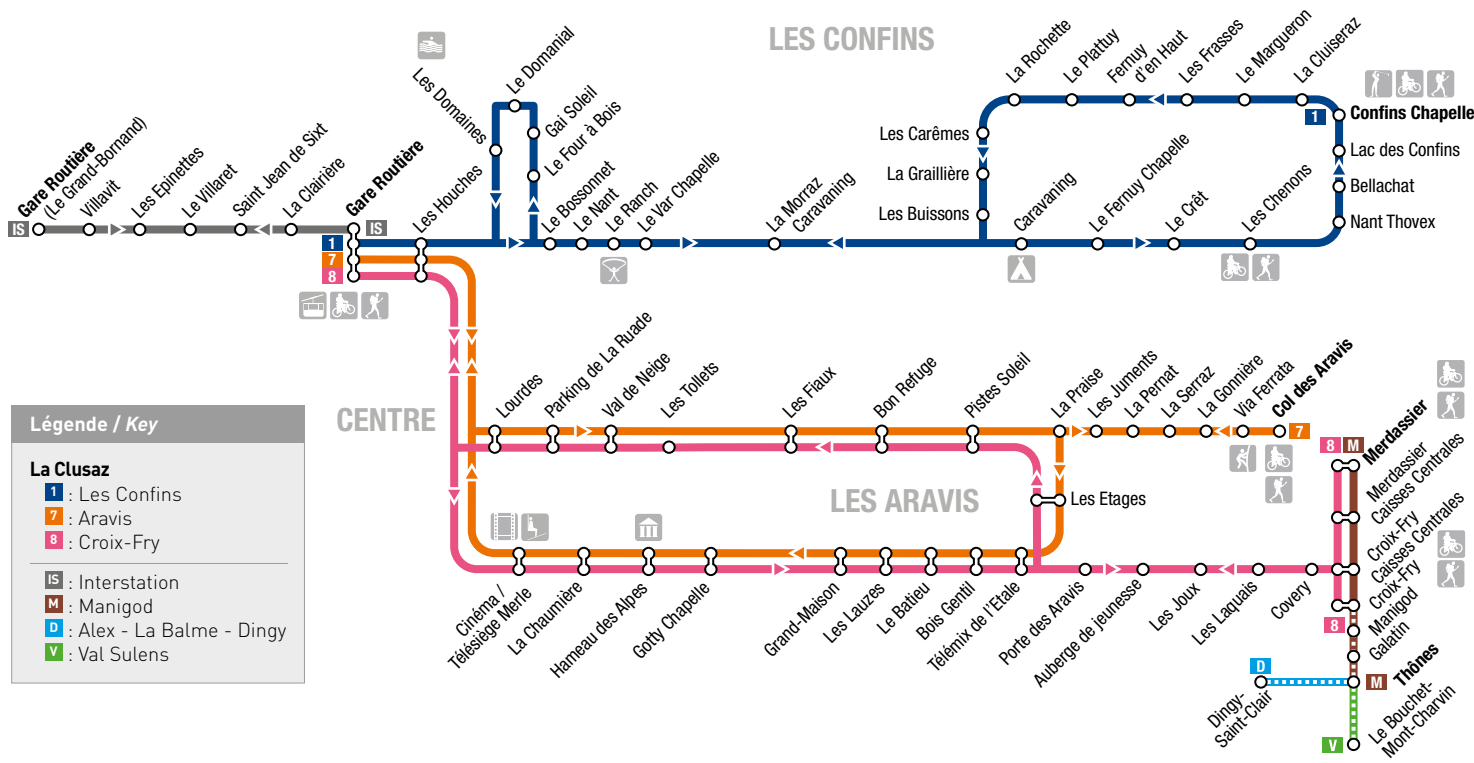 LES CONFINS
Les Domaines
Le Domanial
Gai Soleil
Le Four à Bois
La Rochette
Le Plattuy
Fernuy
d'en Haut
Les Frasses
Le Margueron
La Cluiseraz
1
Confins Chapelle
Lac des Confins
Bellachat
Nant Thovex
Les Carêmes
La Graillière
Les Buissons
IS
Gare Routière
(Le Grand-Bornand)
Villavit
Les Epinettes
Le Villaret
Saint Jean de Sixt
La Clairière
Gare Routière
IS
1
7
8
Les Houches
Le Bossonnet
Le Nant
Le Ranch
Le Var Chapelle
La Morraz
Caravaning
Caravaning
Le Fernuy Chapelle
Le Crêt
Les Chenons
CENTRE
Lourdes
Parking de La Ruade
Val de Neige
Les Tollets
Les Fiaux
Bon Refuge
Pistes Soleil
La Praise
Les Juments
La Pernat
La Serraz
La Gonnière
Via Ferrata
Col des Aravis
7
LES ARAVIS
Les Etages
Cinéma /
Télésiège Merle
La Chaumière
Hameau des Alpes
Gotty Chapelle
Grand-Maison
Les Lauzes
Le Batieu
Bois Gentil
Télémix de l'Etale
Porte des Aravis
Auberge de jeunesse
Les Joux
Les Laquais
Covery
8
M
Merdassier
Merdassier
Caisses Centrales
Croix-Fry
Caisses Centrales
Croix-Fry
Manigod
Galatin
8
Thônes
M
D
Dingy-
Saint-Clair
V
Le Bouchet-
Mont-Charvin
Légende / Key
La Clusaz
1 : Les Confins
7 : Aravis
8 : Croix-Fry
IS : Interstation
M : Manigod
D : Alex - La Balme - Dingy
V : Val Sulens